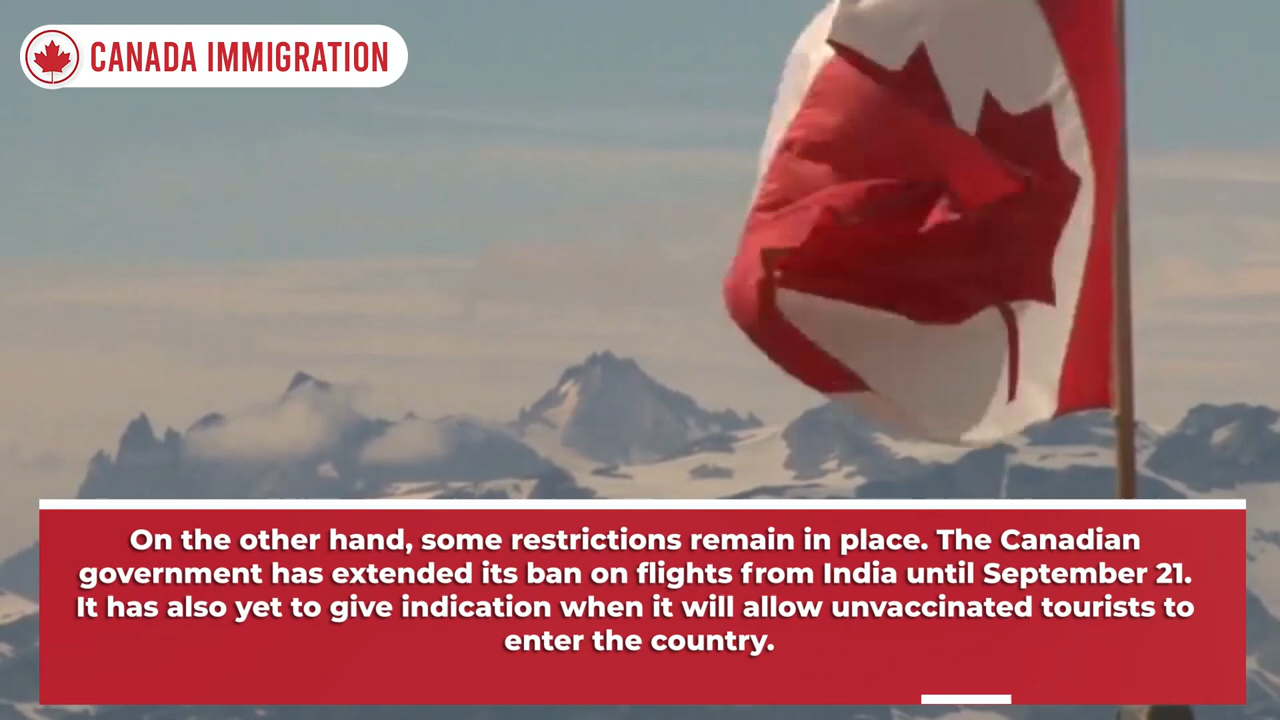 CANADA IMMIGRATION
On the other hand, some restrictions remain in place. The Canadian
government has extended its ban on flights from India until September 21.
It has also yet to give indication when it will allow unvaccinated tourists to
enter the country.